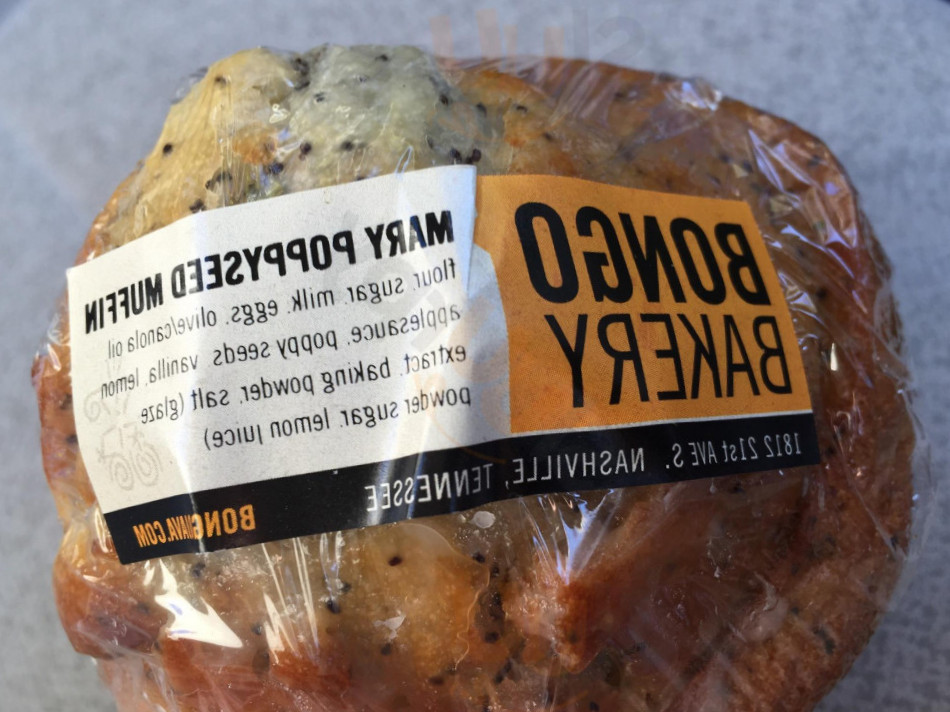 BONGO
BAKERY
MARY POPPYSEED MUFFIN
flour, sugar, milk, eggs, olive/canola oil
applesauce, poppy seeds, vanilla, lemon
extract, baking powder, salt (glaze
powder sugar, lemon juice)
1812 21st AVE S. NASHVILLE, TENNESSEE